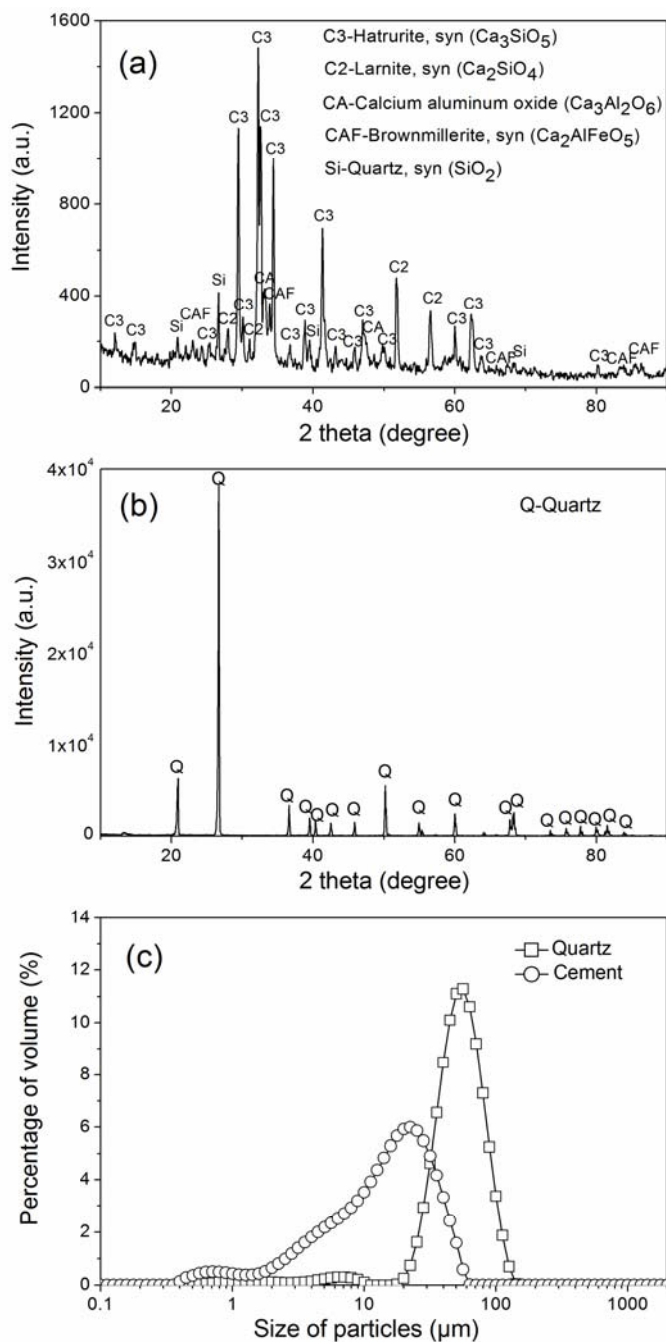 (a)
C3-Hatrurite, syn (Ca3SiO5)
C2-Larnite, syn (Ca2SiO4)
CA-Calcium aluminum oxide (Ca3Al2O6)
CAF-Brownmillerite, syn (Ca2AlFeO5)
Si-Quartz, syn (SiO2)
Intensity (a.u.)
1600
1200
800
400
0
C3 C3 Si CAF C3 Si C2 C3 C3 C2 C3 C3 C3 C3 CA CAF C3 C3 Si C3 C3 C3 C3 CA C3 C2 C2 C3 C3 C3 CAF Si C3 CAF CAF
20 40 60 80
2 theta (degree)
(b)
Q-Quartz
Intensity (a.u.)
4x10^4
3x10^4
2x10^4
1x10^4
0
Q Q Q Q Q Q Q Q Q Q Q Q Q Q Q Q Q Q
20 40 60 80
2 theta (degree)
(c)
Quartz
Cement
Percentage of volume (%)
14
12
10
8
6
4
2
0
0.1 1 10 100 1000
Size of particles (μm)